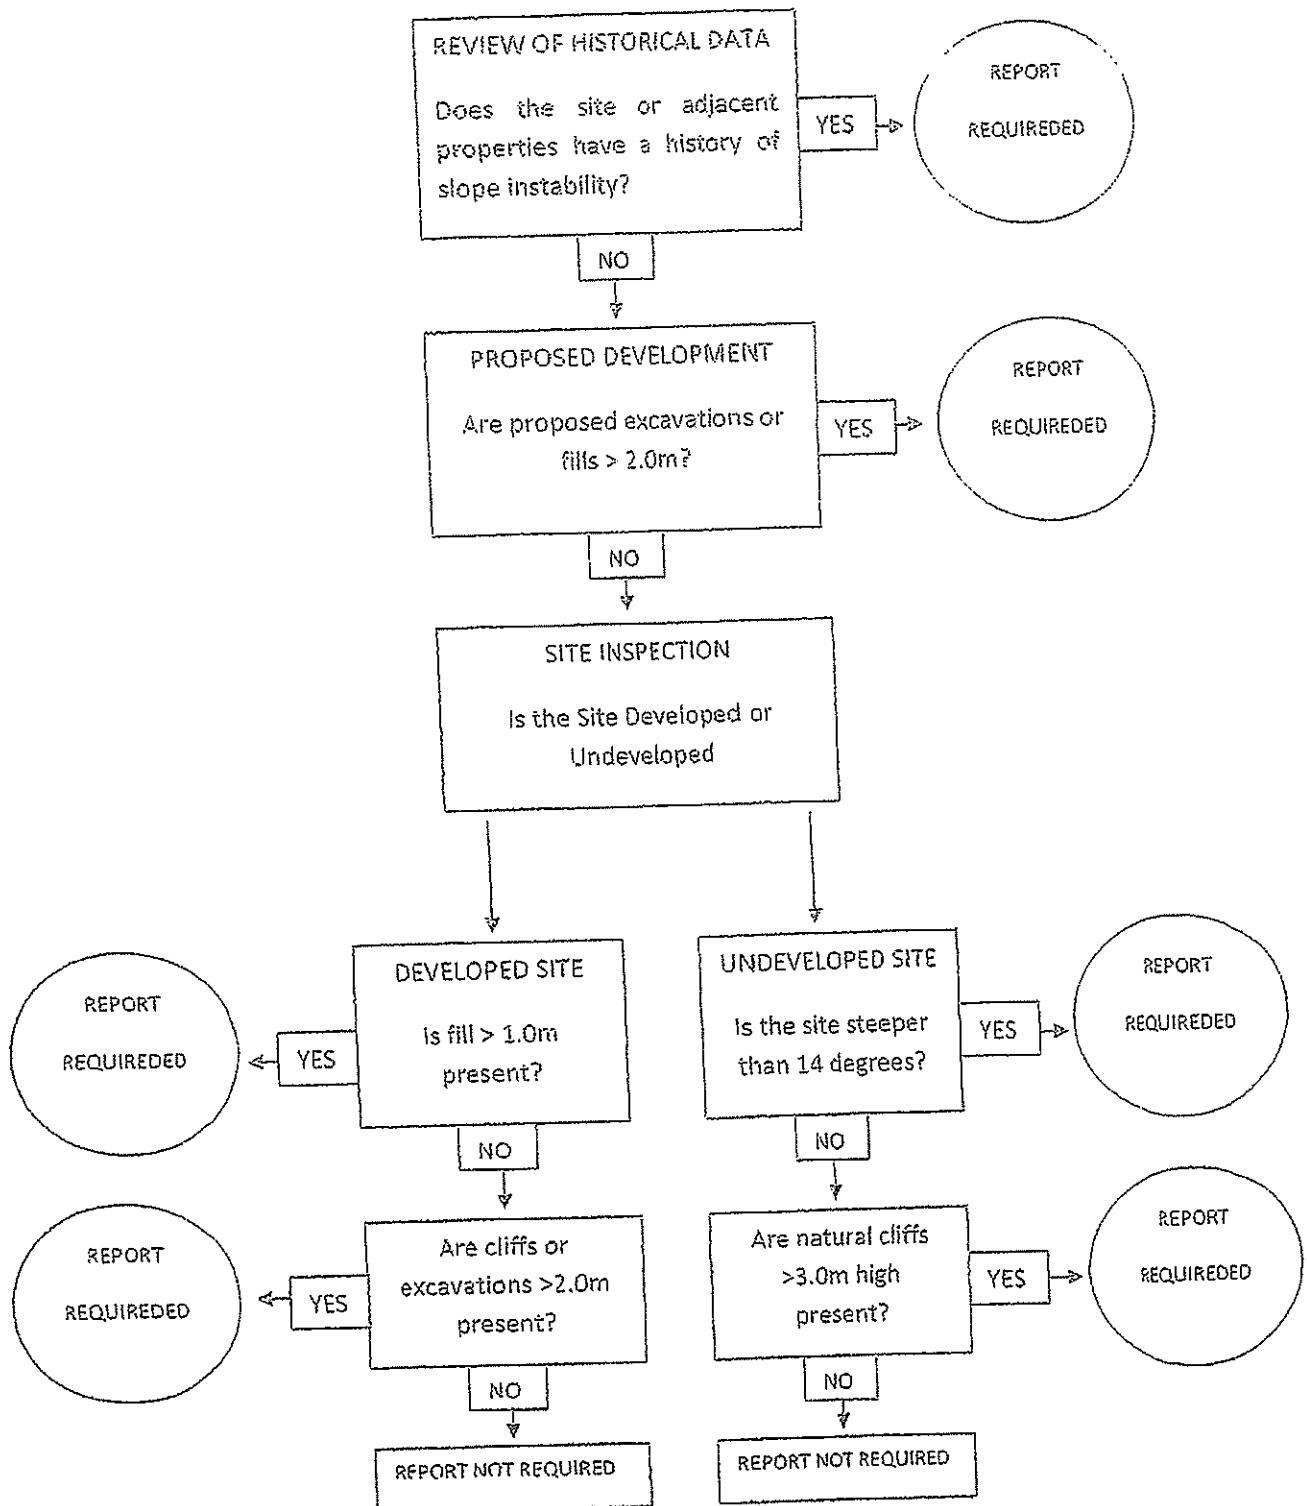 REVIEW OF HISTORICAL DATA
Does the site or adjacent
properties have a history of
slope instability?
YES
REPORT
REQUIREDED
NO
PROPOSED DEVELOPMENT
Are proposed excavations or
fills > 2.0m?
YES
REPORT
REQUIREDED
NO
SITE INSPECTION
Is the Site Developed or
Undeveloped
DEVELOPED SITE
Is fill > 1.0m
present?
YES
REPORT
REQUIREDED
NO
Are cliffs or
excavations >2.0m
present?
YES
REPORT
REQUIREDED
NO
REPORT NOT REQUIRED
UNDEVELOPED SITE
Is the site steeper
than 14 degrees?
YES
REPORT
REQUIREDED
NO
Are natural cliffs
>3.0m high
present?
YES
REPORT
REQUIREDED
NO
REPORT NOT REQUIRED